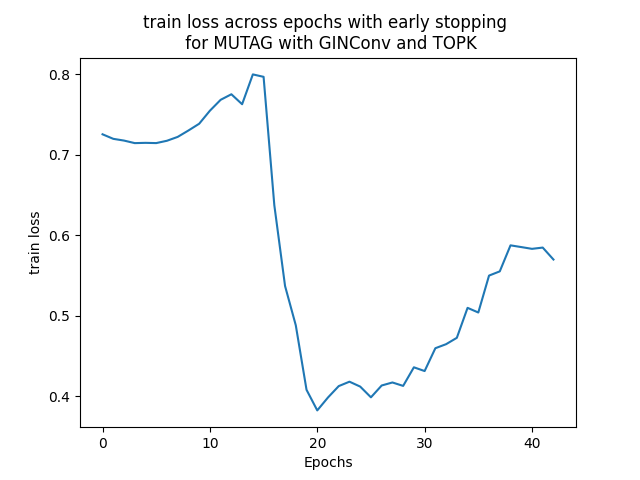 train loss across epochs with early stopping
for MUTAG with GINConv and TOPK
0.8
0.7
0.6
0.5
0.4
train loss
0 10 20 30 40
Epochs